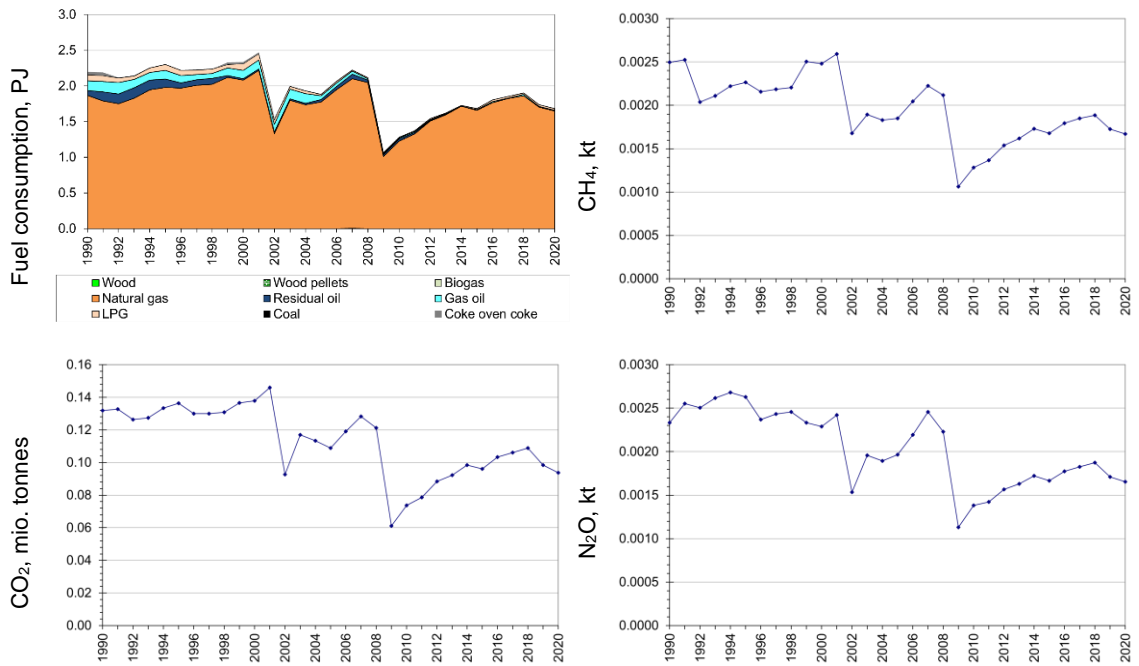 Fuel consumption, PJ
3.0
2.5
2.0
1.5
1.0
0.5
0.0
1990 1992 1994 1996 1998 2000 2002 2004 2006 2008 2010 2012 2014 2016 2018 2020
Wood Wood pellets Biogas
Natural gas Residual oil Gas oil
LPG Coal Coke oven coke
CH₄, kt
0.0030
0.0025
0.0020
0.0015
0.0010
0.0005
0.0000
1990 1992 1994 1996 1998 2000 2002 2004 2006 2008 2010 2012 2014 2016 2018 2020
CO₂, mio. tonnes
0.16
0.14
0.12
0.10
0.08
0.06
0.04
0.02
0.00
1990 1992 1994 1996 1998 2000 2002 2004 2006 2008 2010 2012 2014 2016 2018 2020
N₂O, kt
0.0030
0.0025
0.0020
0.0015
0.0010
0.0005
0.0000
1990 1992 1994 1996 1998 2000 2002 2004 2006 2008 2010 2012 2014 2016 2018 2020